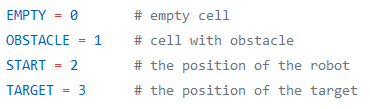 EMPTY = 0       # empty cell
OBSTACLE = 1    # cell with obstacle
START = 2       # the position of the robot
TARGET = 3      # the position of the target